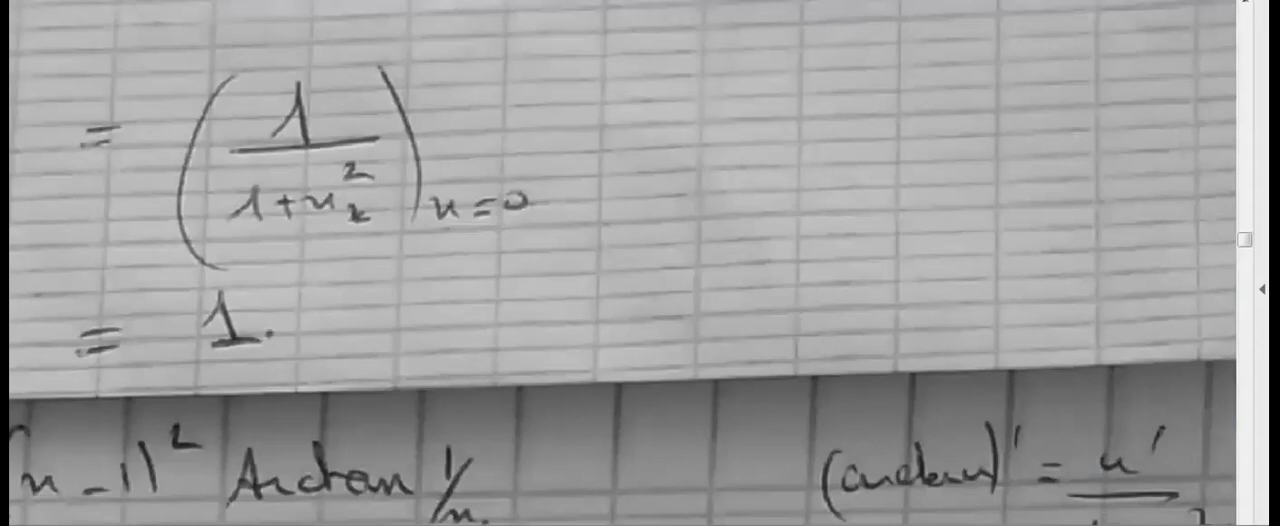 = (1/(1+x²))x=0
= 1.
x-1)² Arctan 1/x
(arctan)' = u'